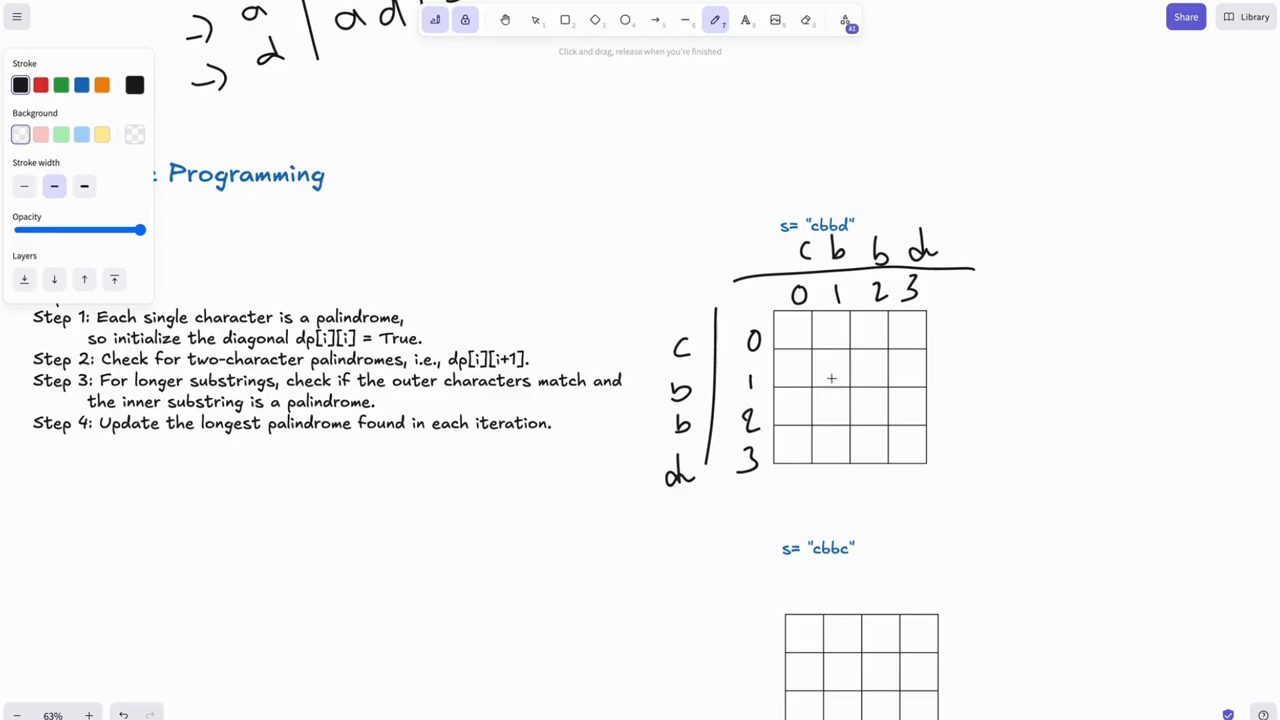 → a | a d
→ d
Share
Library
Click and drag, release when you're finished
Stroke
Background
Stroke width
Opacity
Layers
: Programming
Step 1: Each single character is a palindrome,
so initialize the diagonal dp[i][i] = True.
Step 2: Check for two-character palindromes, i.e., dp[i][i+1].
Step 3: For longer substrings, check if the outer characters match and
the inner substring is a palindrome.
Step 4: Update the longest palindrome found in each iteration.
s= "cbbd"
c b b d
0 1 2 3
c 0
b 1
b 2
d 3
s= "cbbc"
63%